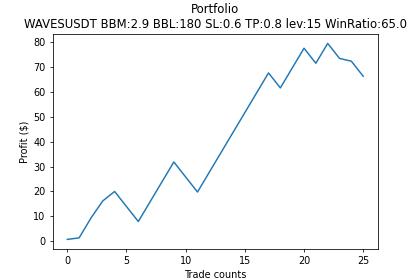 Portfolio
WAVESUSDT BBM:2.9 BBL:180 SL:0.6 TP:0.8 lev:15 WinRatio:65.0
80
70
60
50
40
30
20
10
0
Profit ($)
0 5 10 15 20 25
Trade counts